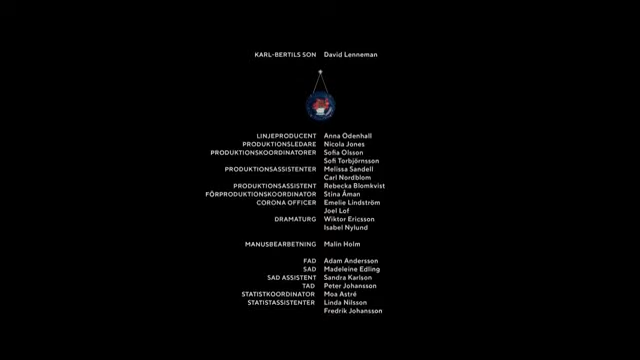 KARL-BERTILS SON David Lenneman
LINJEPRODUCENT Anna Odenhall
PRODUKTIONSLEDARE Nicola Jones
PRODUKTIONSKOORDINATORER Sofia Olsson
Sofi Torbjörnsson
PRODUKTIONSASSISTENTER Melissa Sandell
Carl Nordblom
PRODUKTIONSASSISTENT Rebecka Blomkvist
FÖRPRODUKTIONSKOORDINATOR Stina Åman
CORONA OFFICER Emelie Lindström
Joel Lof
DRAMATURG Wiktor Ericsson
Isabel Nylund
MANUSBEARBETNING Malin Holm
FAD Adam Andersson
SAD Madeleine Edling
SAD ASSISTENT Sandra Karlson
TAD Peter Johansson
STATISTKOORDINATOR Moa Astré
STATISTASSISTENTER Linda Nilsson
Fredrik Johansson